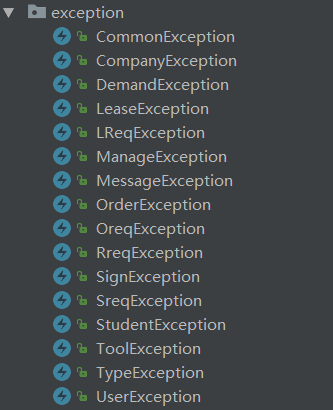 exception
CommonException
CompanyException
DemandException
LeaseException
LReqException
ManageException
MessageException
OrderException
OreqException
RreqException
SignException
SreqException
StudentException
ToolException
TypeException
UserException